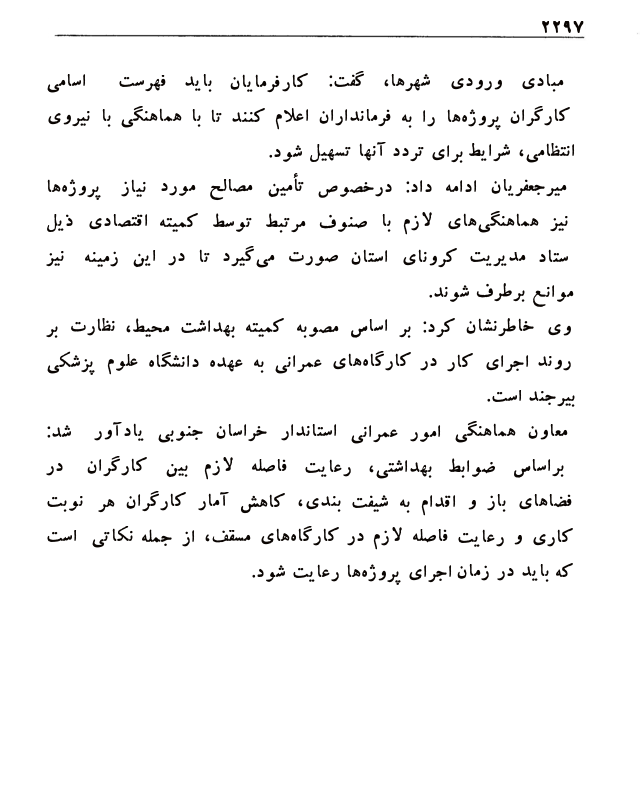 ۲۲۹۷
مبادی ورودی شهرها، گفت: کارفرمایان باید فهرست اسامی
کارگران پروژه‌ها را به فرمانداران اعلام کنند تا با هماهنگی با نیروی
انتظامی، شرایط برای تردد آنها تسهیل شود.
میرجعفریان ادامه داد: درخصوص تأمین مصالح مورد نیاز پروژه‌ها
نیز هماهنگی‌های لازم با صنوف مرتبط توسط کمیته اقتصادی ذیل
ستاد مدیریت کرونای استان صورت می‌گیرد تا در این زمینه نیز
موانع برطرف شوند.
وی خاطرنشان کرد: بر اساس مصوبه کمیته بهداشت محیط، نظارت بر
روند اجرای کار در کارگاه‌های عمرانی به عهده دانشگاه علوم پزشکی
بیرجند است.
معاون هماهنگی امور عمرانی استاندار خراسان جنوبی یادآور شد:
براساس ضوابط بهداشتی، رعایت فاصله لازم بین کارگران در
فضاهای باز و اقدام به شیفت بندی، کاهش آمار کارگران هر نوبت
کاری و رعایت فاصله لازم در کارگاه‌های مسقف، از جمله نکاتی است
که باید در زمان اجرای پروژه‌ها رعایت شود.